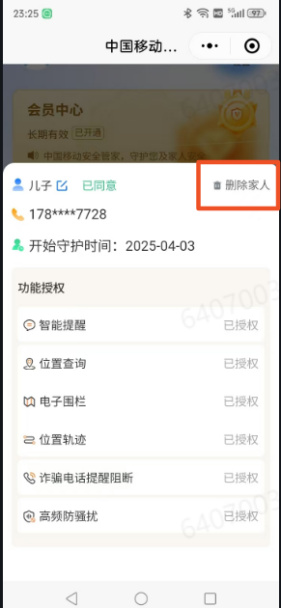 23:25
97
中国移动...
会员中心
长期有效 已开通
中国移动安全管家，守护您及家人安全
儿子 已同意 删除家人
178****7728
开始守护时间：2025-04-03
功能授权
智能提醒 已授权
位置查询 已授权
电子围栏 已授权
位置轨迹 已授权
诈骗电话提醒阻断 已授权
高频防骚扰 已授权
6407003
6407003